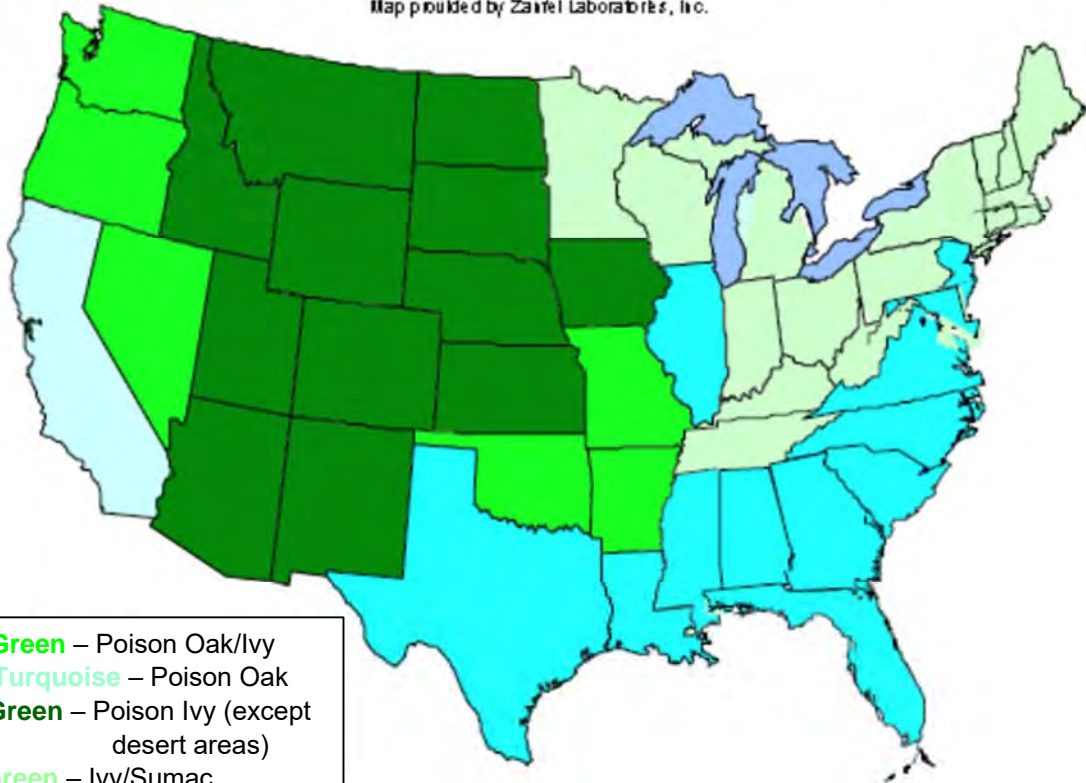 Map provided by Zanfel Laboratories, Inc.
Green – Poison Oak/Ivy
Turquoise – Poison Oak
Green – Poison Ivy (except
desert areas)
Green – Ivy/Sumac